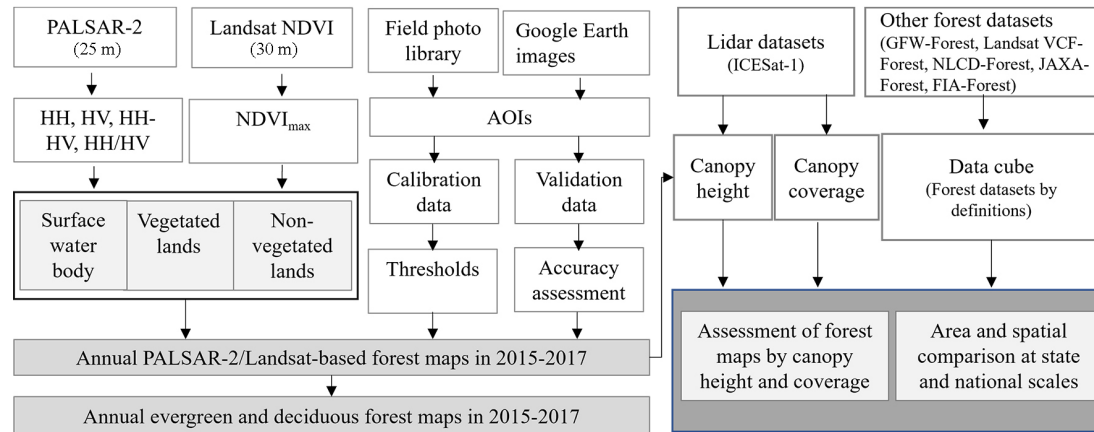 PALSAR-2
(25 m)
Landsat NDVI
(30 m)
Field photo
library
Google Earth
images
Lidar datasets
(ICESat-1)
Other forest datasets
(GFW-Forest, Landsat VCF-
Forest, NLCD-Forest, JAXA-
Forest, FIA-Forest)
HH, HV, HH-
HV, HH/HV
NDVImax
AOIs
Calibration
data
Validation
data
Canopy
height
Canopy
coverage
Data cube
(Forest datasets by
definitions)
Surface
water
body
Vegetated
lands
Non-
vegetated
lands
Thresholds
Accuracy
assessment
Annual PALSAR-2/Landsat-based forest maps in 2015-2017
Annual evergreen and deciduous forest maps in 2015-2017
Assessment of forest
maps by canopy
height and coverage
Area and spatial
comparison at state
and national scales